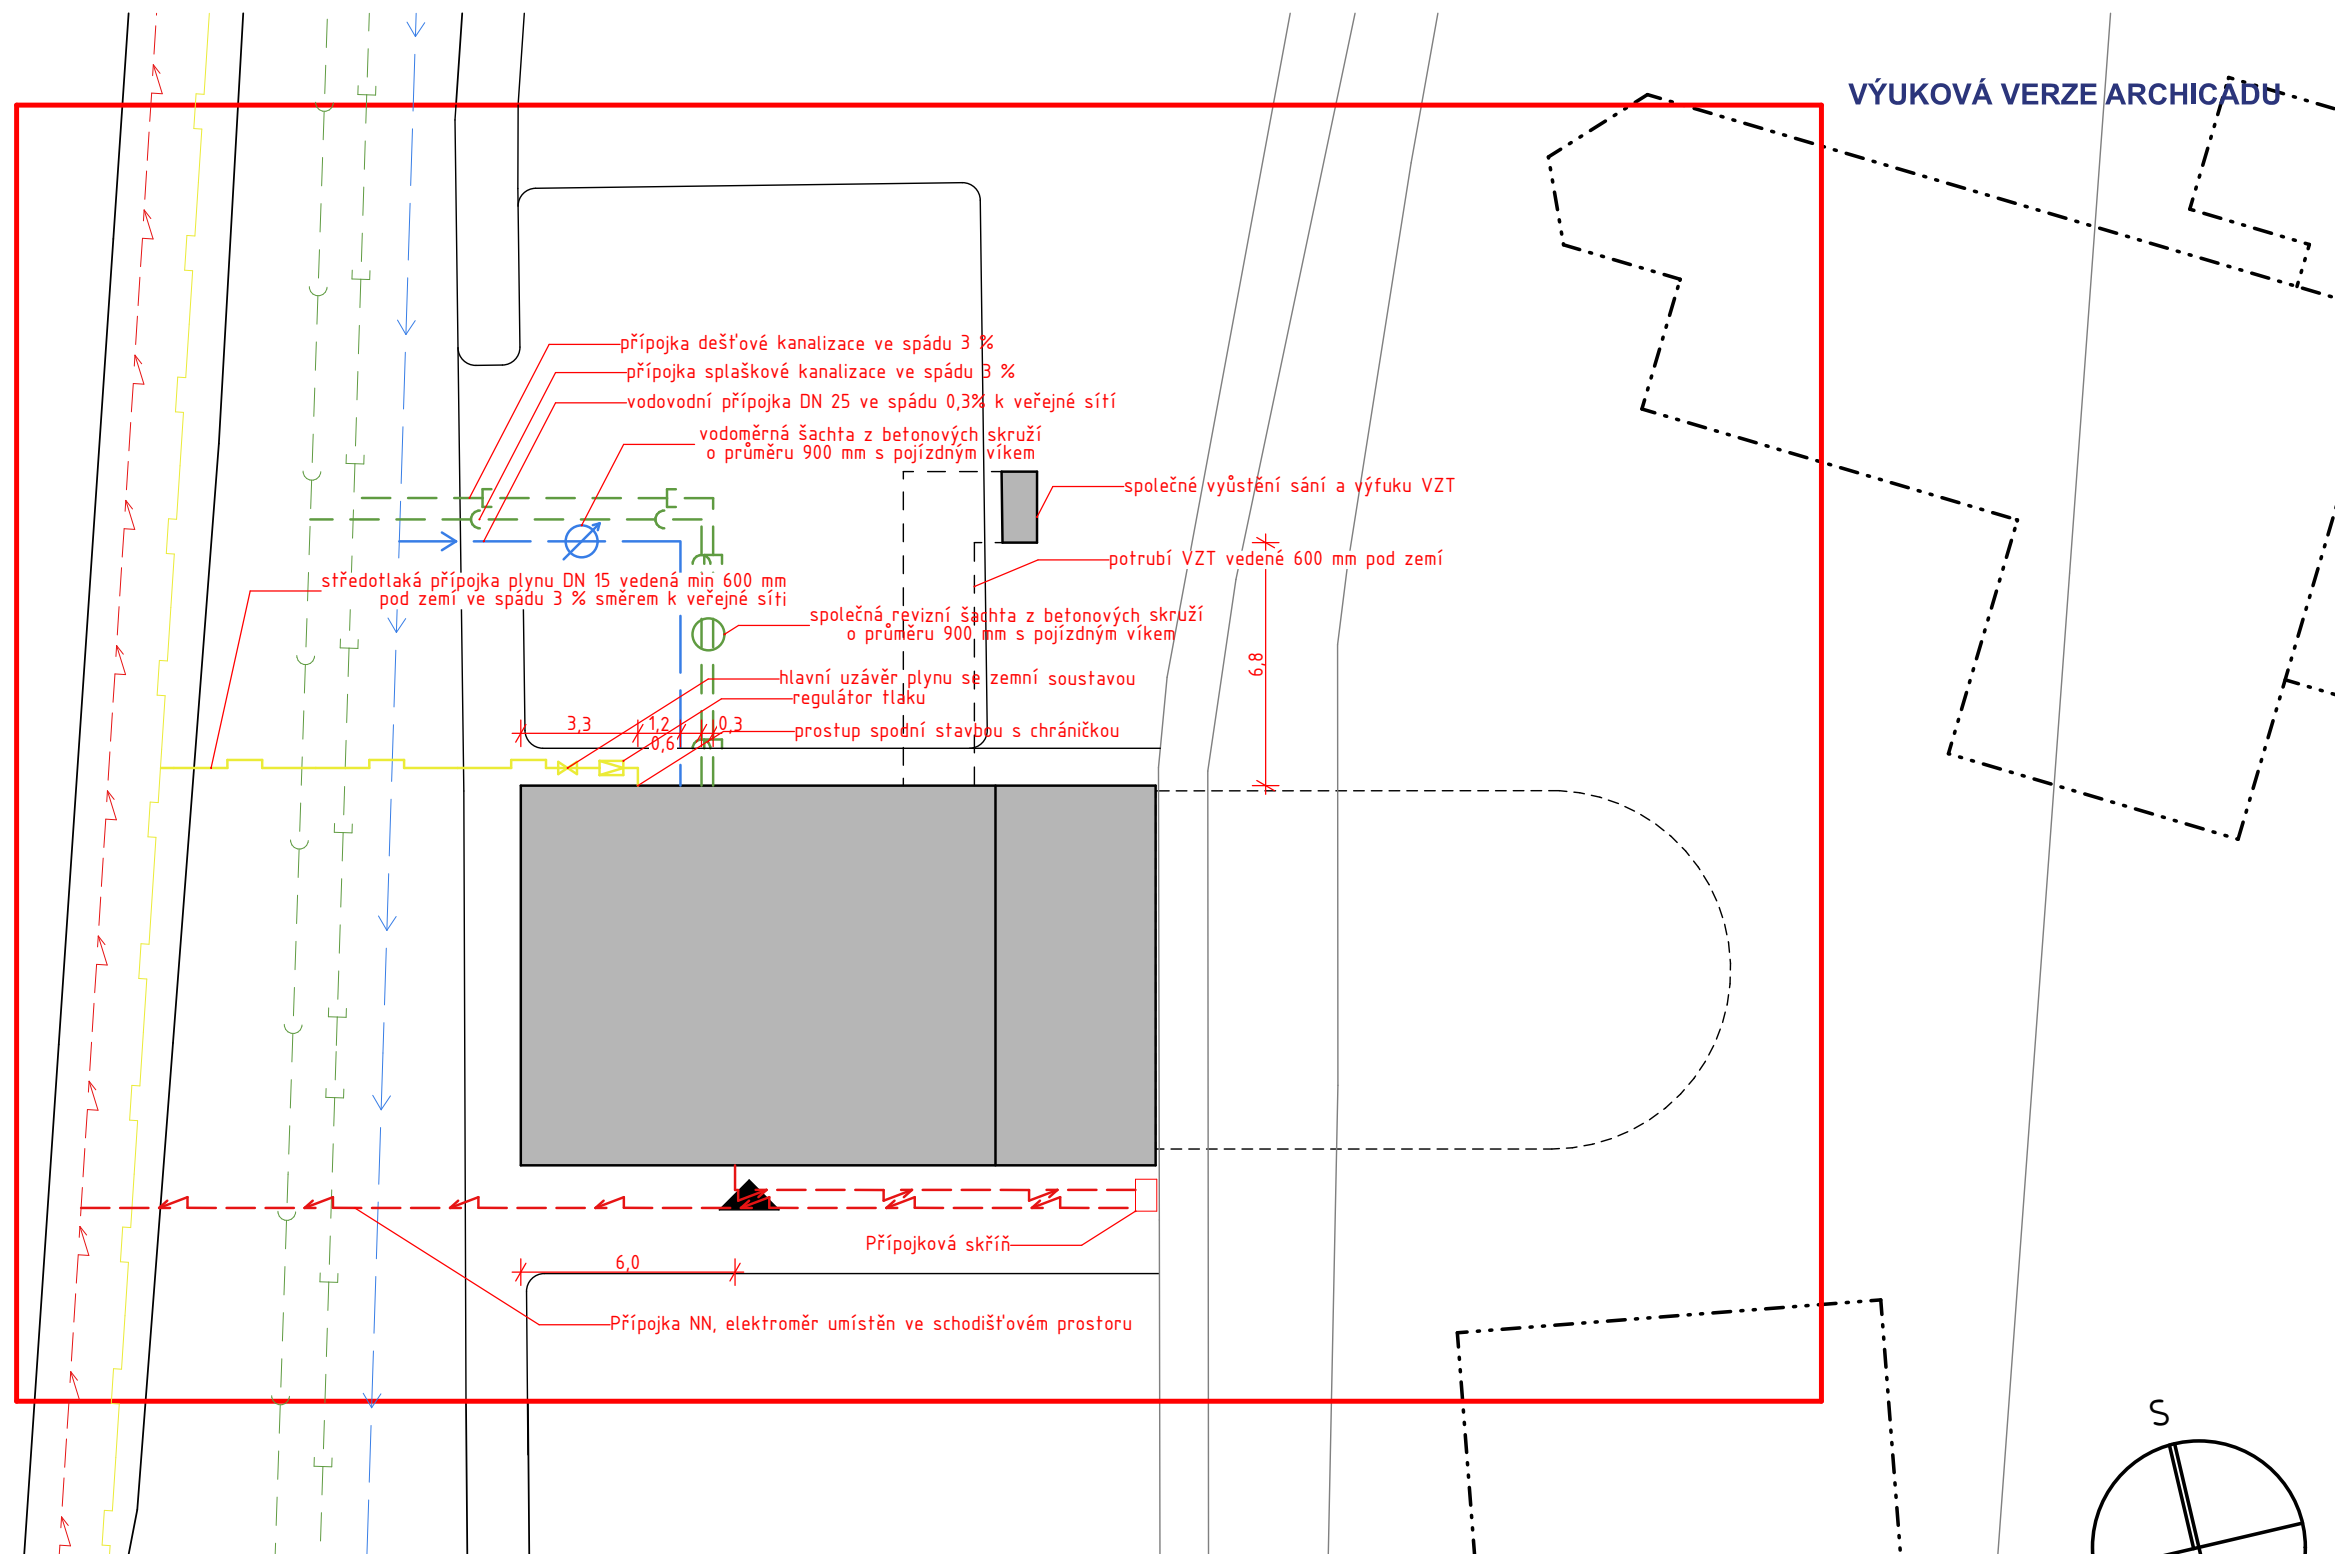 VÝUKOVÁ VERZE ARCHICADU
přípojka dešťové kanalizace ve spádu 3 %
přípojka splaškové kanalizace ve spádu 3 %
vodovodní přípojka DN 25 ve spádu 0,3% k veřejné sítí
vodoměrná šachta z betonových skruží
o průměru 900 mm s pojízdným víkem
společné vyůstění sání a výfuku VZT
potrubí VZT vedené 600 mm pod zemí
středotlaká přípojka plynu DN 15 vedená min 600 mm
pod zemí ve spádu 3 % směrem k veřejné síti
společná revizní šachta z betonových skruží
o průměru 900 mm s pojízdným víkem
6,8
hlavní uzávěr plynu se zemní soustavou
regulátor tlaku
prostup spodní stavbou s chráničkou
3,3
1,2
0,3
0,6
Přípojková skříň
6,0
Přípojka NN, elektroměr umístěn ve schodišťovém prostoru
S